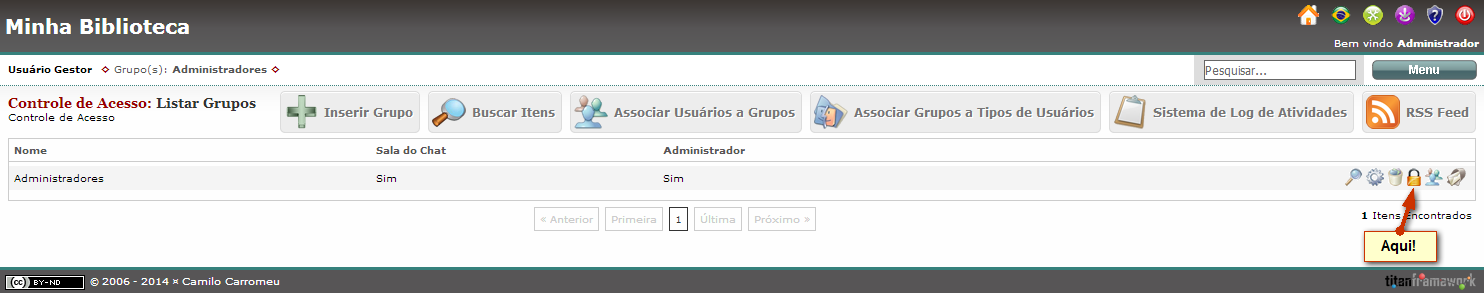 Minha Biblioteca
Bem vindo Administrador
Usuário Gestor ◇ Grupo(s): Administradores ◇
Pesquisar...
Menu
Controle de Acesso: Listar Grupos
Controle de Acesso
Inserir Grupo
Buscar Itens
Associar Usuários a Grupos
Associar Grupos a Tipos de Usuários
Sistema de Log de Atividades
RSS Feed
Nome Sala do Chat Administrador
Administradores Sim Sim
« Anterior Primeira 1 Última Próximo »
1 Itens Encontrados
Aqui!
cc BY-ND © 2006 - 2014 × Camilo Carromeu
titanframework